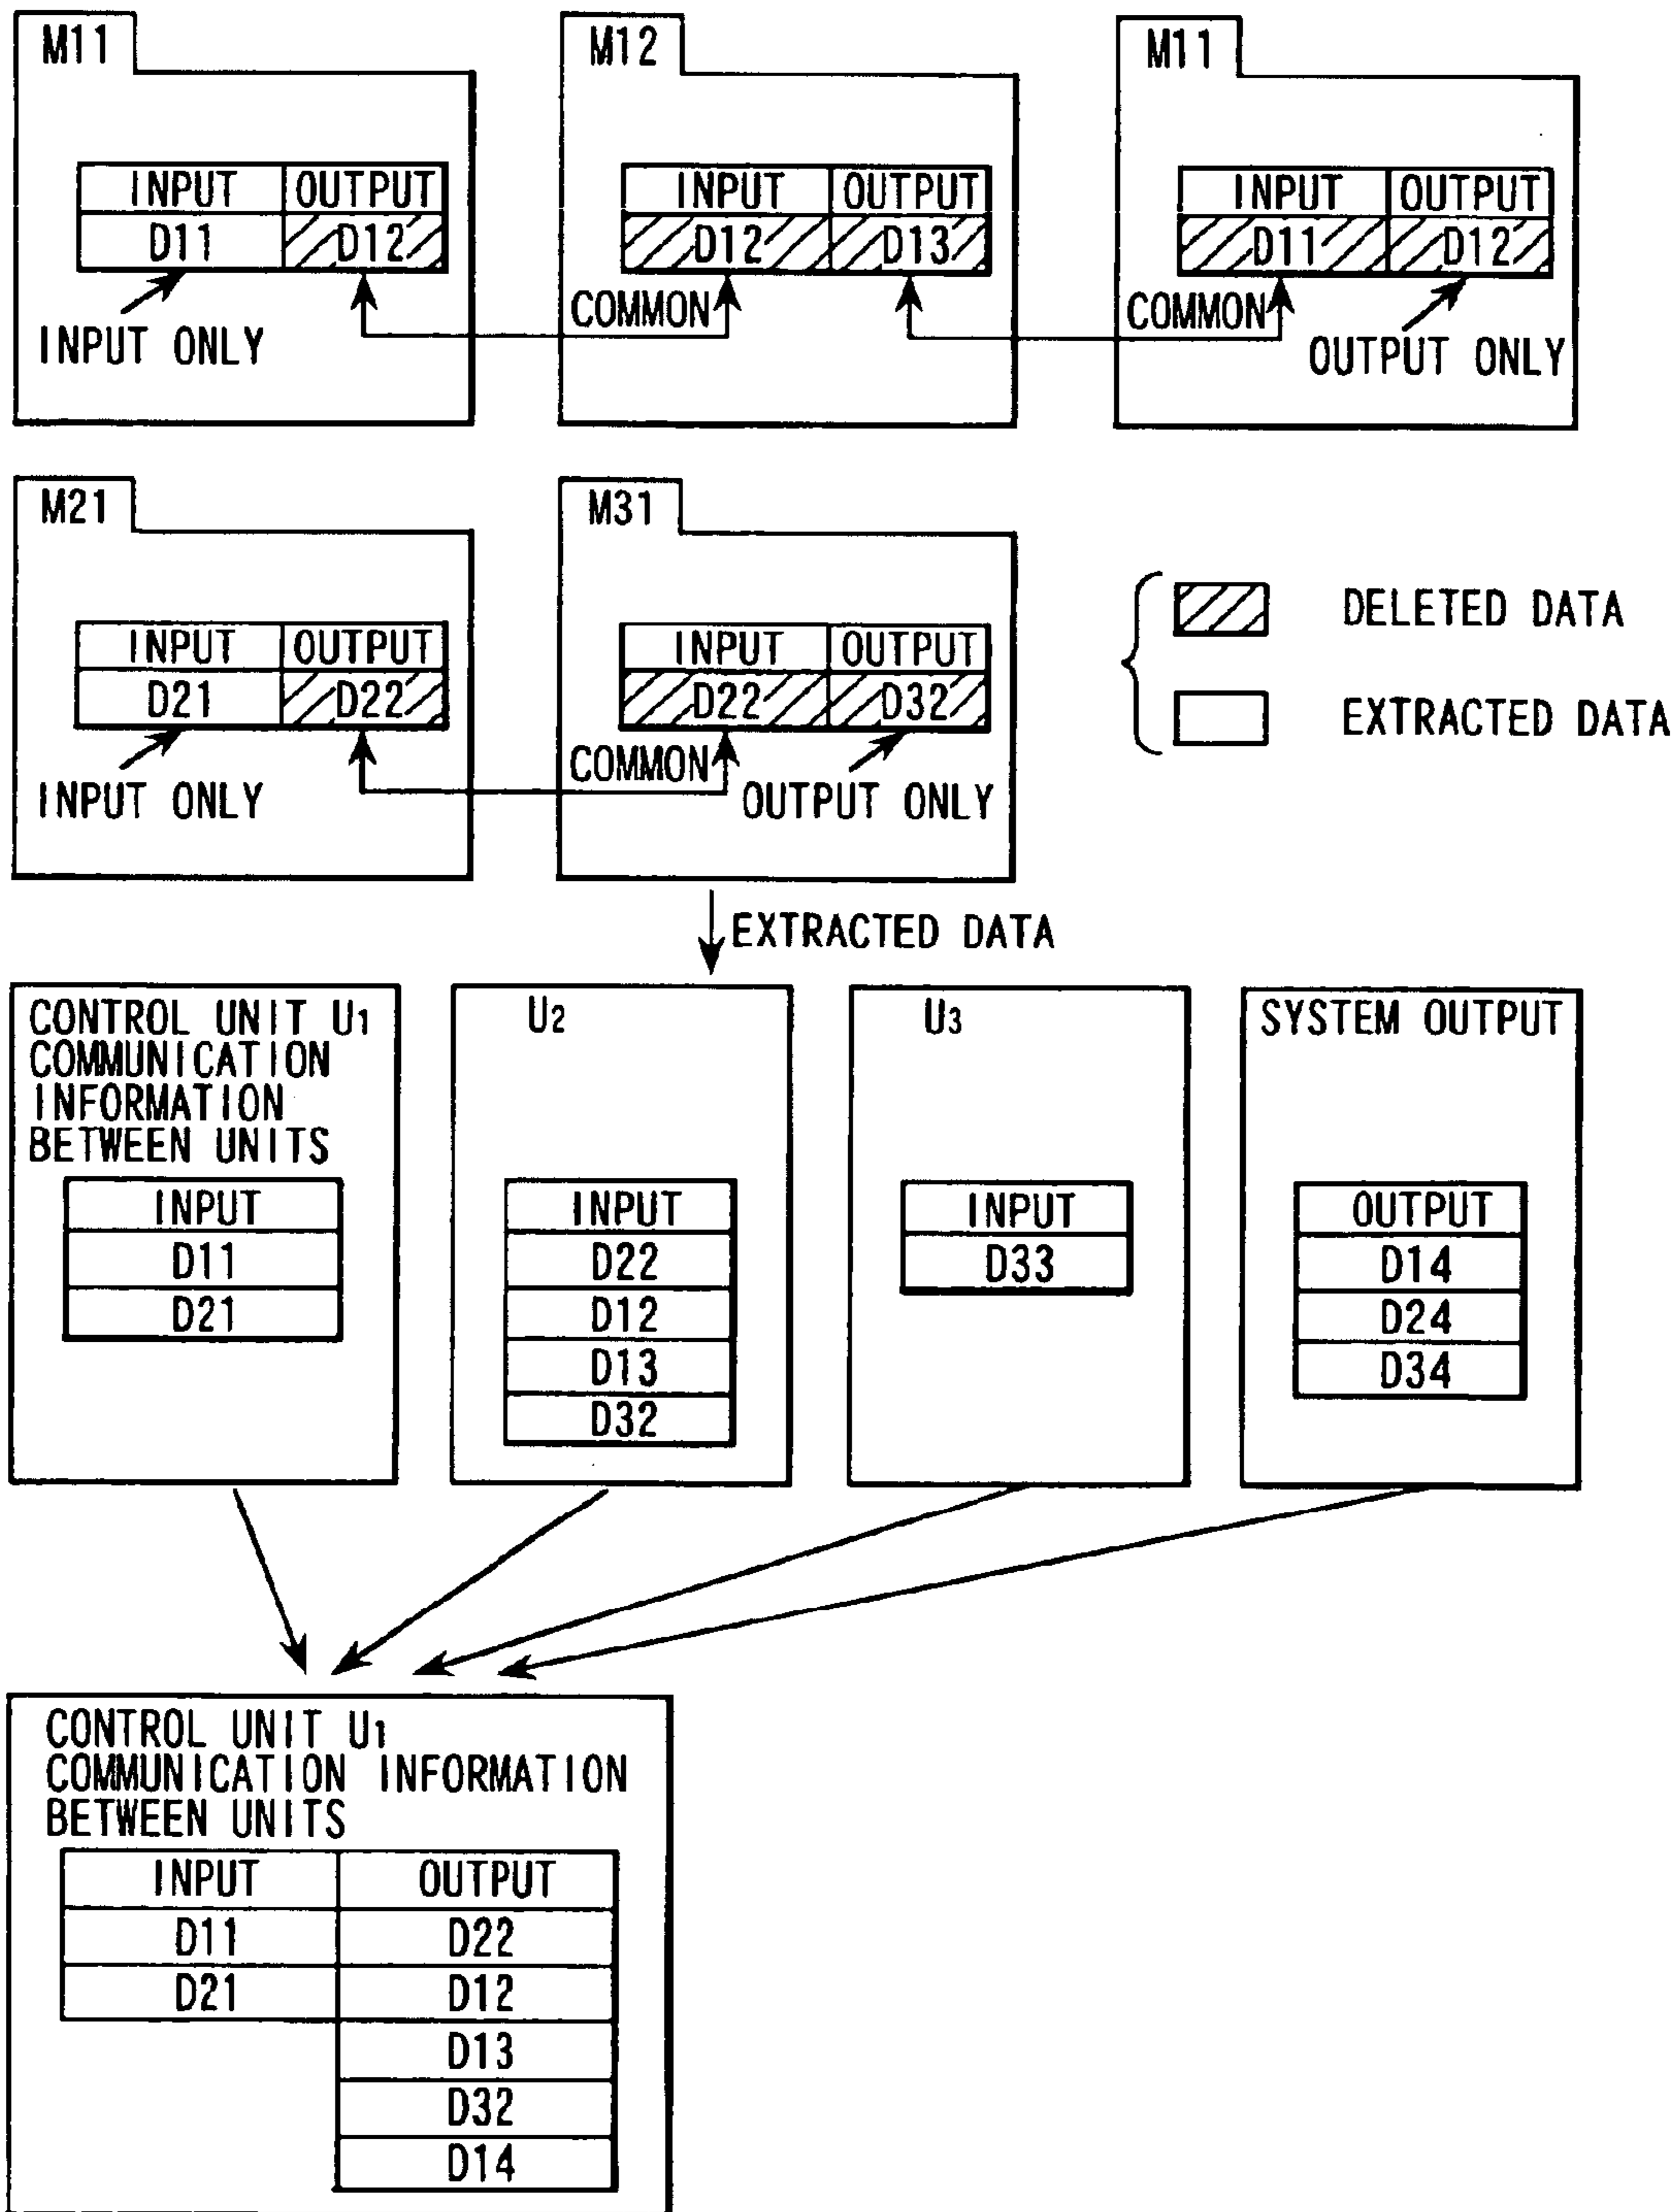 M11
INPUT OUTPUT
D11 D12
INPUT ONLY
M12
INPUT OUTPUT
D12 D13
COMMON
M11
INPUT OUTPUT
D11 D12
COMMON
OUTPUT ONLY
M21
INPUT OUTPUT
D21 D22
INPUT ONLY
M31
INPUT OUTPUT
D22 D32
COMMON
OUTPUT ONLY
DELETED DATA
EXTRACTED DATA
EXTRACTED DATA
CONTROL UNIT U1
COMMUNICATION
INFORMATION
BETWEEN UNITS
INPUT
D11
D21
U2
INPUT
D22
D12
D13
D32
U3
INPUT
D33
SYSTEM OUTPUT
OUTPUT
D14
D24
D34
CONTROL UNIT U1
COMMUNICATION INFORMATION
BETWEEN UNITS
INPUT OUTPUT
D11 D22
D21 D12
D13
D32
D14